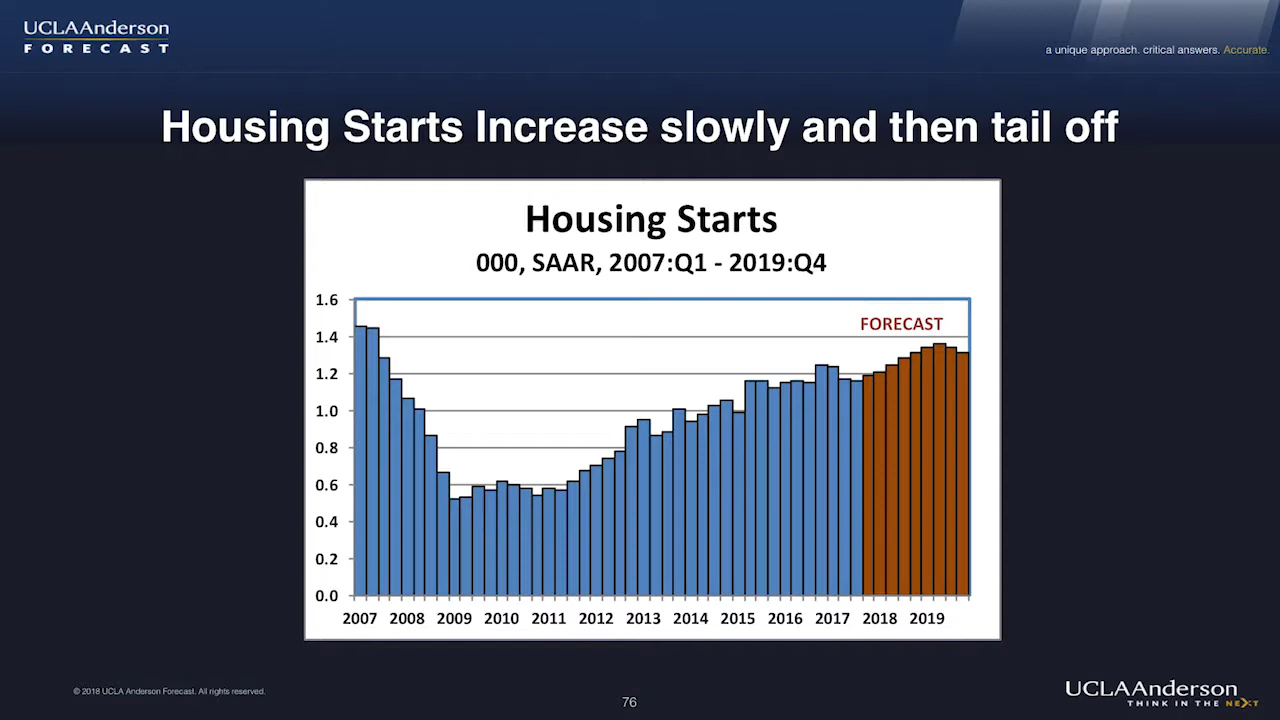 UCLAAnderson
FORECAST
a unique approach. critical answers. Accurate.
Housing Starts Increase slowly and then tail off
Housing Starts
000, SAAR, 2007:Q1 - 2019:Q4
1.6
FORECAST
1.4
1.2
1.0
0.8
0.6
0.4
0.2
0.0
2007 2008 2009 2010 2011 2012 2013 2014 2015 2016 2017 2018 2019
© 2018 UCLA Anderson Forecast. All rights reserved.
76
UCLAAnderson
THINK IN THE NEXT